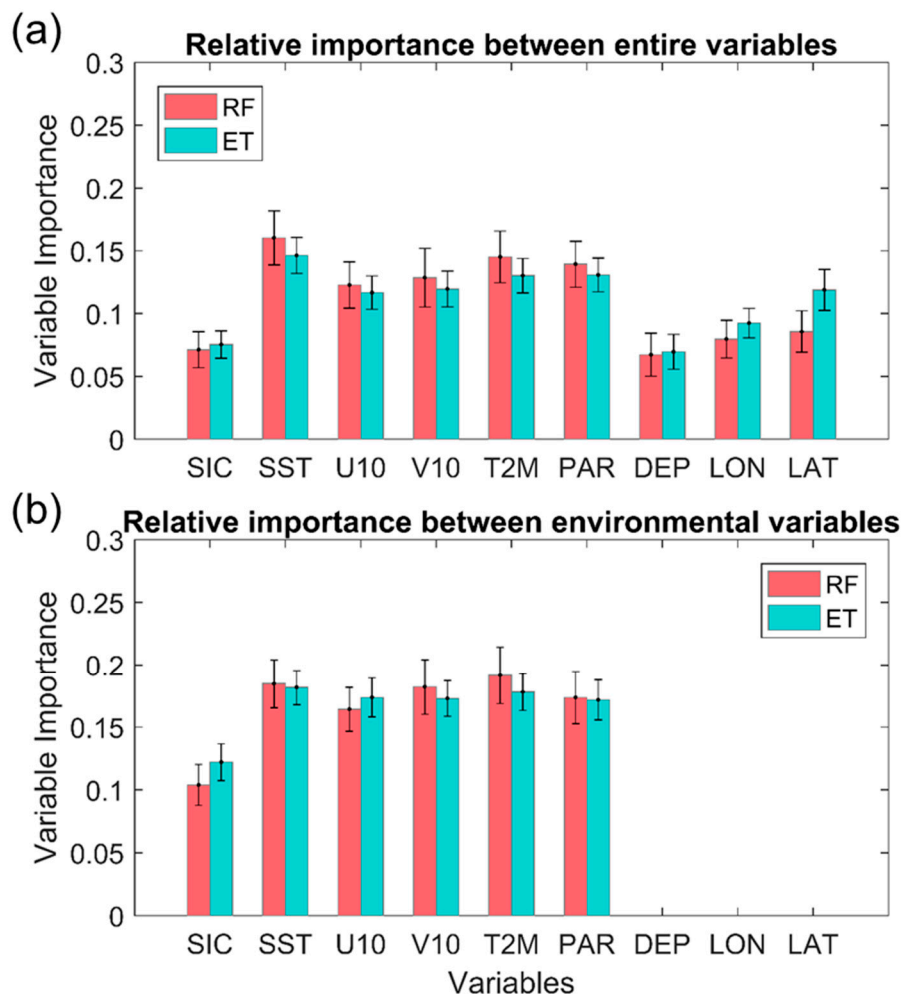 (a)
Relative importance between entire variables
0.3
0.25
0.2
0.15
0.1
0.05
0
Variable Importance
RF
ET
SIC SST U10 V10 T2M PAR DEP LON LAT
(b)
Relative importance between environmental variables
0.3
0.25
0.2
0.15
0.1
0.05
0
Variable Importance
RF
ET
SIC SST U10 V10 T2M PAR DEP LON LAT
Variables